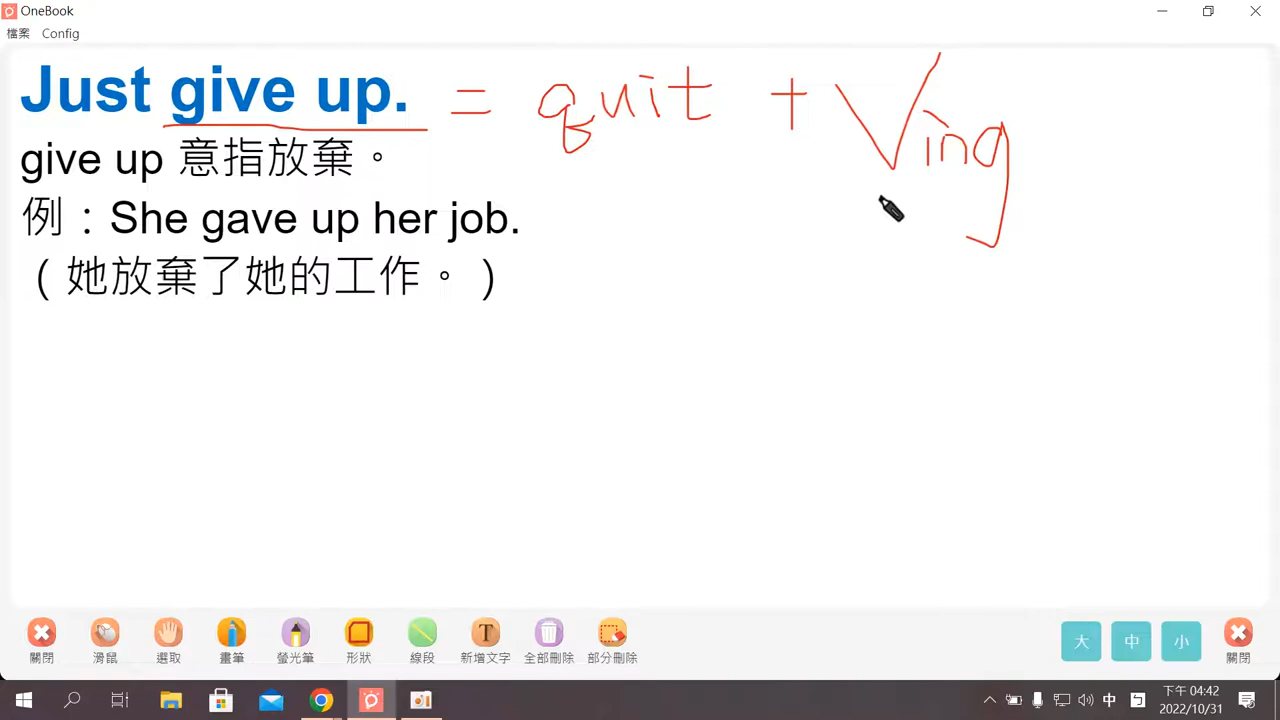 OneBook
檔案 Config
Just give up. = quit + Ving
give up 意指放棄。
例：She gave up her job.
（她放棄了她的工作。）
關閉 滑鼠 選取 畫筆 螢光筆 形狀 線段 新增文字 全部刪除 部分刪除 大 中 小 關閉
中 下午 04:42
2022/10/31